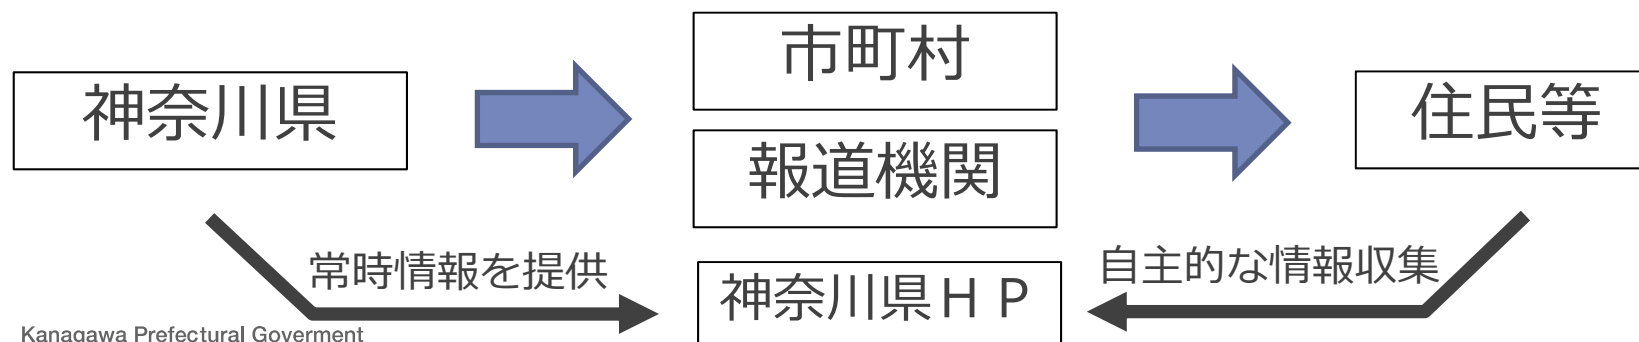 市町村
神奈川県
住民等
報道機関
常時情報を提供
自主的な情報収集
神奈川県ＨＰ
Kanagawa Prefectural Goverment